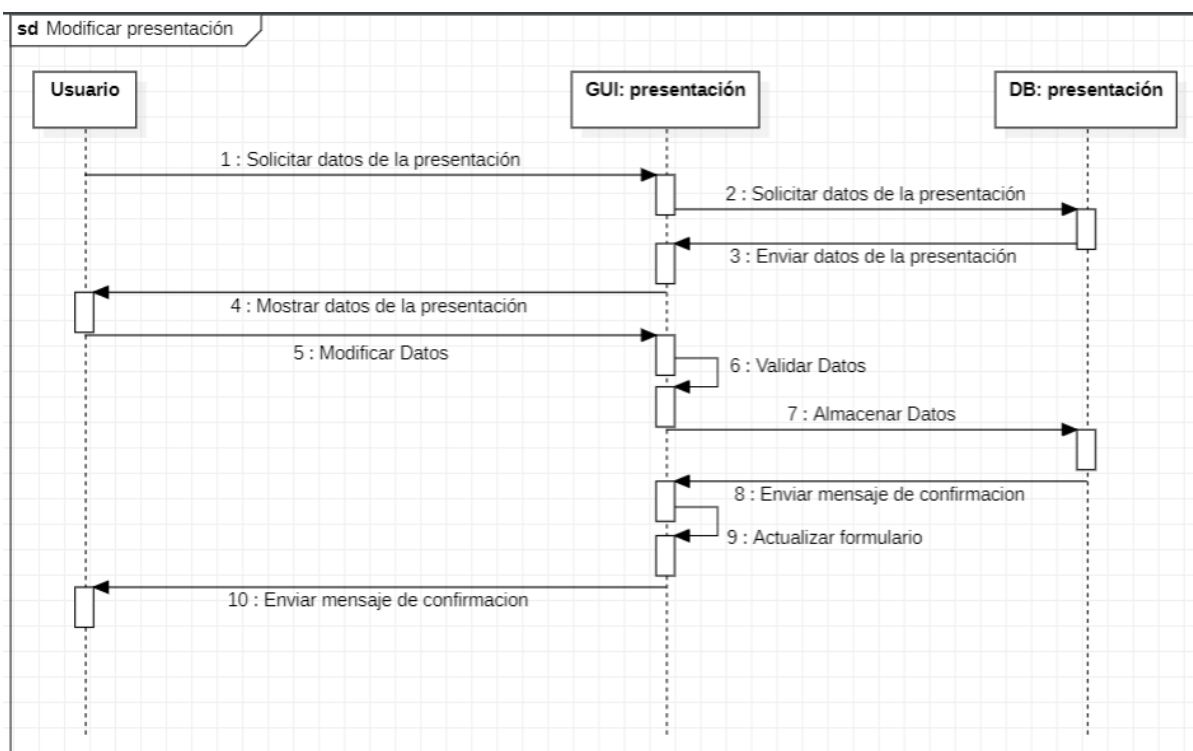 sd Modificar presentación
Usuario
GUI: presentación
DB: presentación
1 : Solicitar datos de la presentación
2 : Solicitar datos de la presentación
3 : Enviar datos de la presentación
4 : Mostrar datos de la presentación
5 : Modificar Datos
6 : Validar Datos
7 : Almacenar Datos
8 : Enviar mensaje de confirmacion
9 : Actualizar formulario
10 : Enviar mensaje de confirmacion